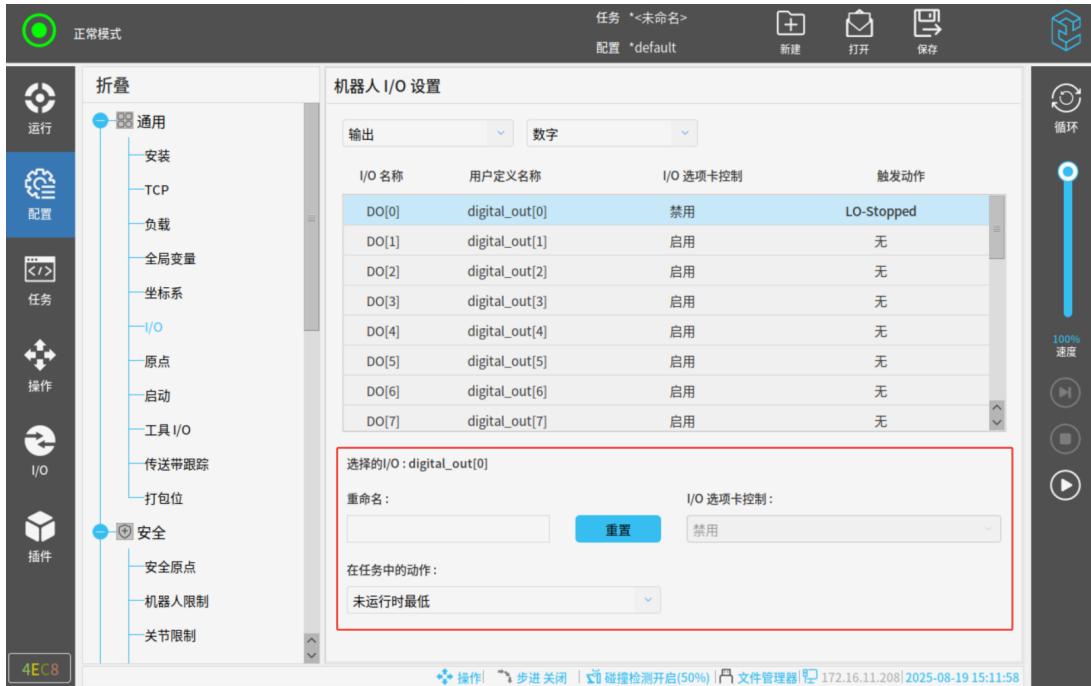 正常模式
任务 *<未命名>
配置 *default
新建 打开 保存
运行
配置
任务
操作
I/O
插件
4EC8
折叠
通用
安装
TCP
负载
全局变量
坐标系
I/O
原点
启动
工具 I/O
传送带跟踪
打包位
安全
安全原点
机器人限制
关节限制
机器人 I/O 设置
输出 数字
I/O 名称 用户定义名称 I/O 选项卡控制 触发动作
DO[0] digital_out[0] 禁用 LO-Stopped
DO[1] digital_out[1] 启用 无
DO[2] digital_out[2] 启用 无
DO[3] digital_out[3] 启用 无
DO[4] digital_out[4] 启用 无
DO[5] digital_out[5] 启用 无
DO[6] digital_out[6] 启用 无
DO[7] digital_out[7] 启用 无
选择的I/O : digital_out[0]
重命名 : I/O 选项卡控制 :
重置 禁用
在任务中的动作 :
未运行时最低
循环
100%
速度
操作 步进 关闭 碰撞检测开启(50%) 文件管理器 172.16.11.208 2025-08-19 15:11:58